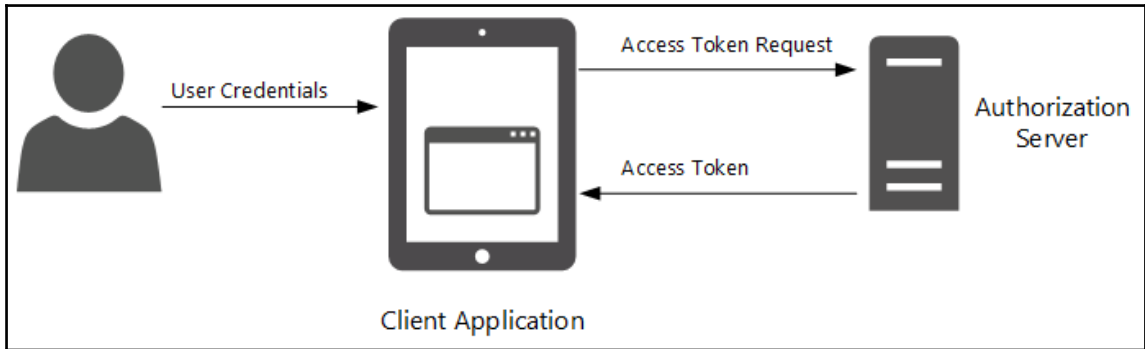 User Credentials
Access Token Request
Access Token
Authorization
Server
Client Application